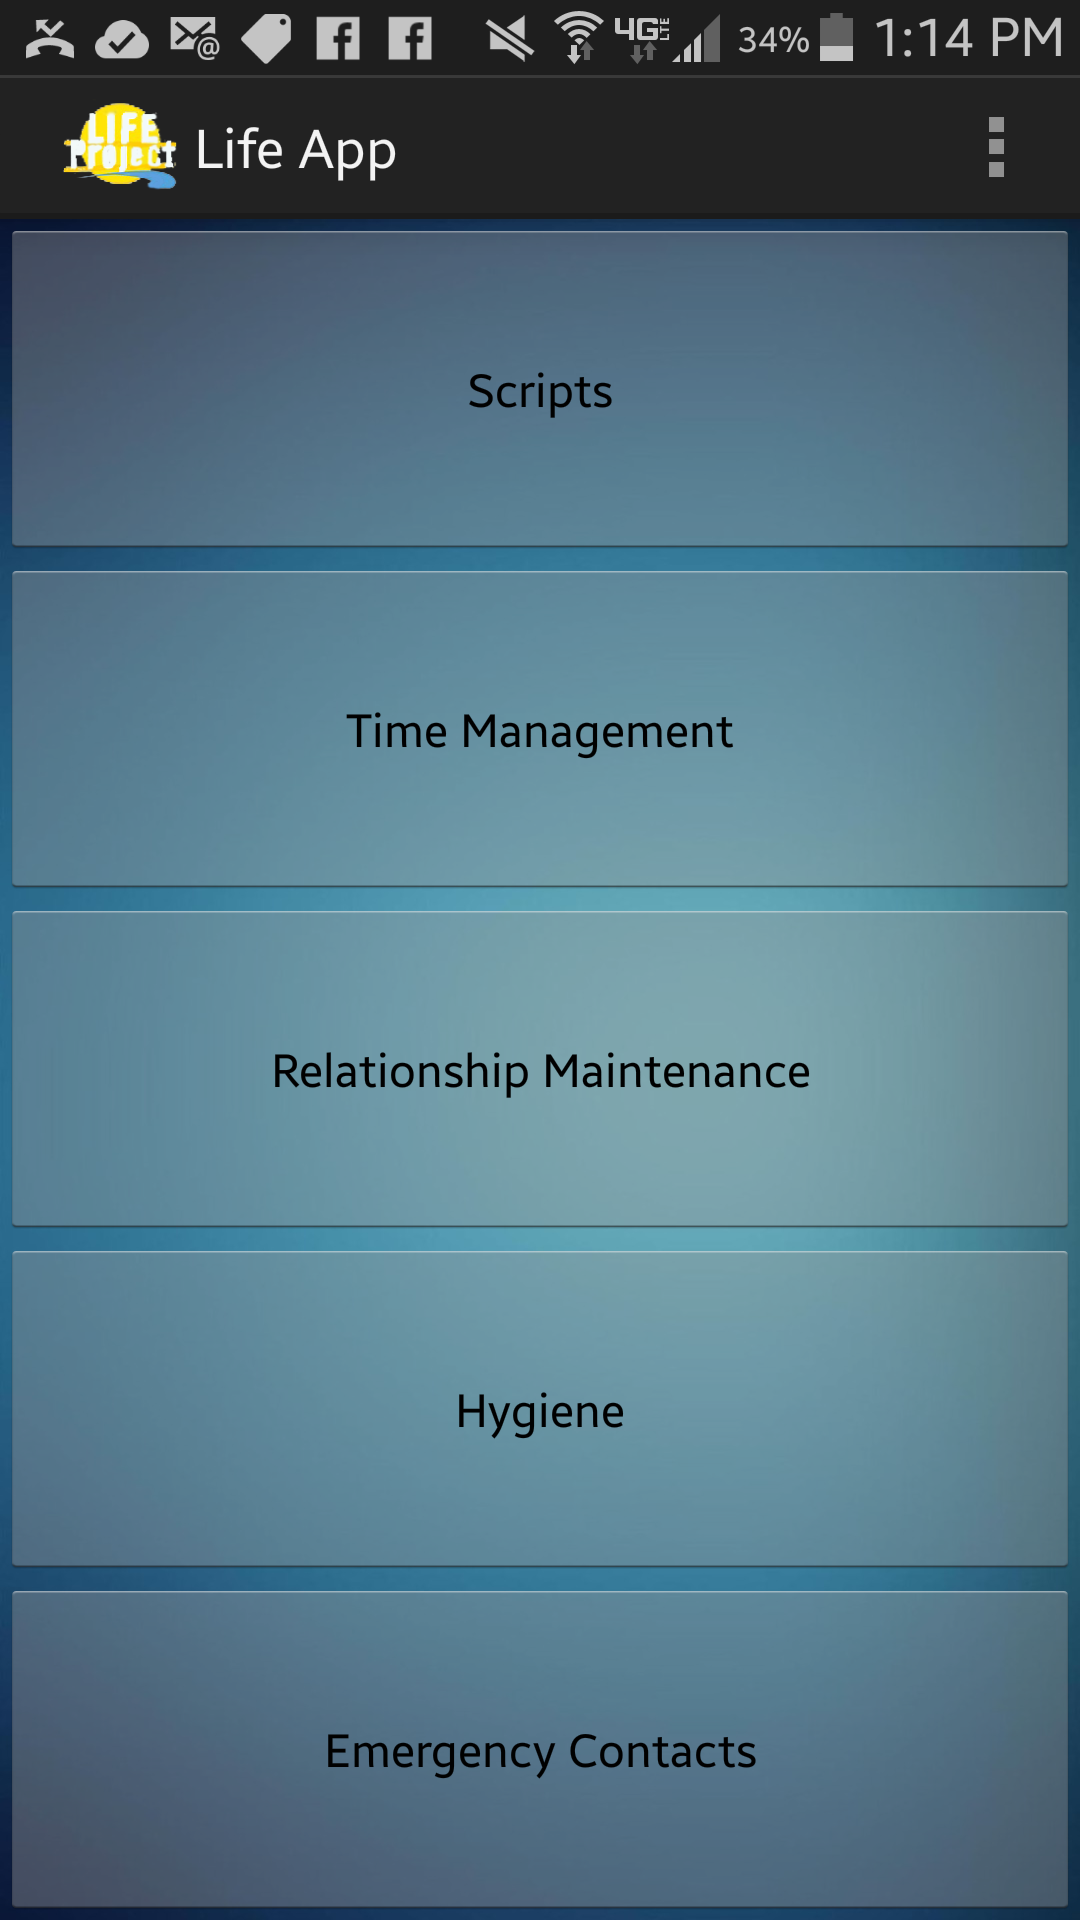 @ 4G LTE 34% 1:14 PM
LIFE
Project Life App
Scripts
Time Management
Relationship Maintenance
Hygiene
Emergency Contacts